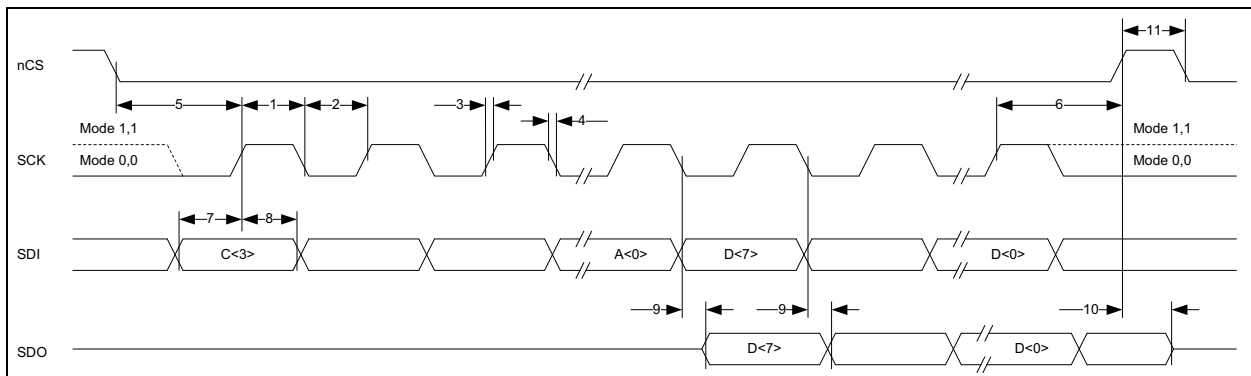 nCS
11
5
1
2
3
4
6
Mode 1,1
Mode 1,1
SCK
Mode 0,0
Mode 0,0
7
8
SDI
C<3>
A<0>
D<7>
D<0>
9
9
10
SDO
D<7>
D<0>